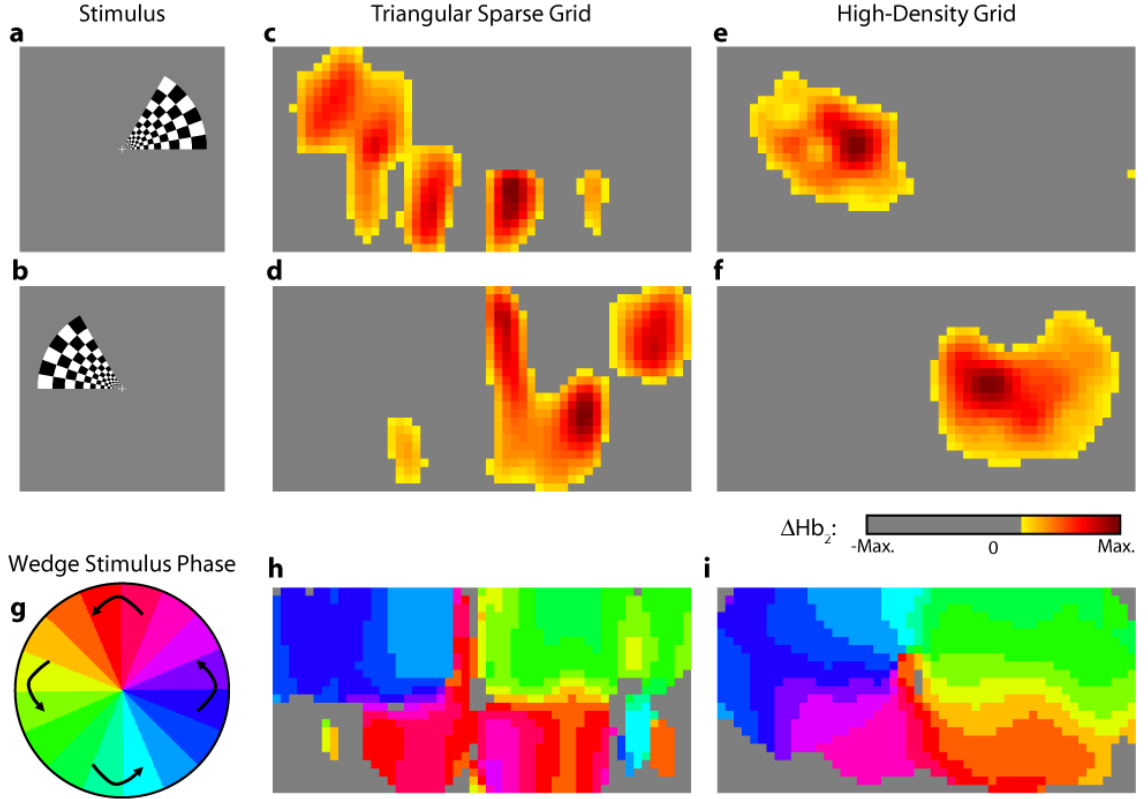 Stimulus
Triangular Sparse Grid
High-Density Grid
a
c
e
b
d
f
ΔHb₂:
-Max.
0
Max.
Wedge Stimulus Phase
g
h
i